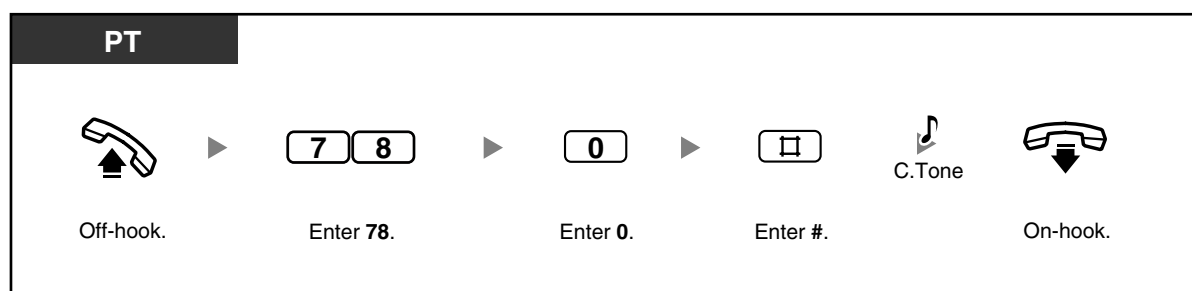 PT
7 8 0 #
C.Tone
Off-hook. Enter 78. Enter 0. Enter #. On-hook.